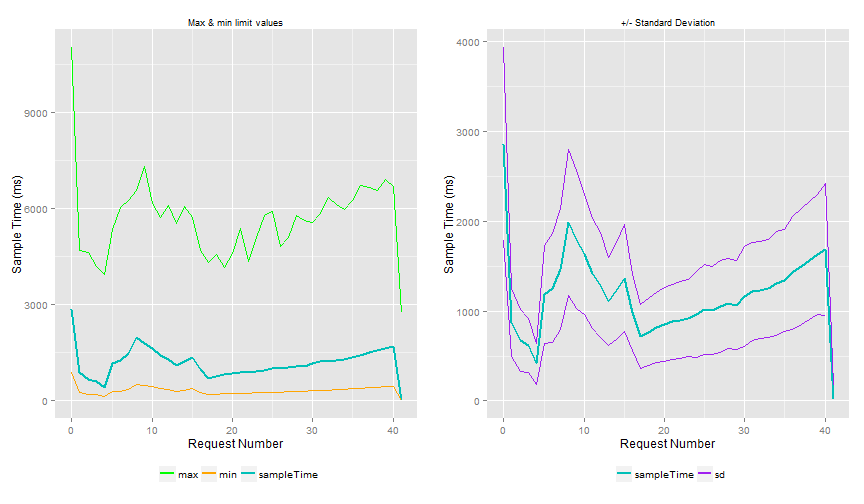 Max & min limit values
Sample Time (ms)
9000
6000
3000
0
0 10 20 30 40
Request Number
max min sampleTime
+/- Standard Deviation
Sample Time (ms)
4000
3000
2000
1000
0
0 10 20 30 40
Request Number
sampleTime sd